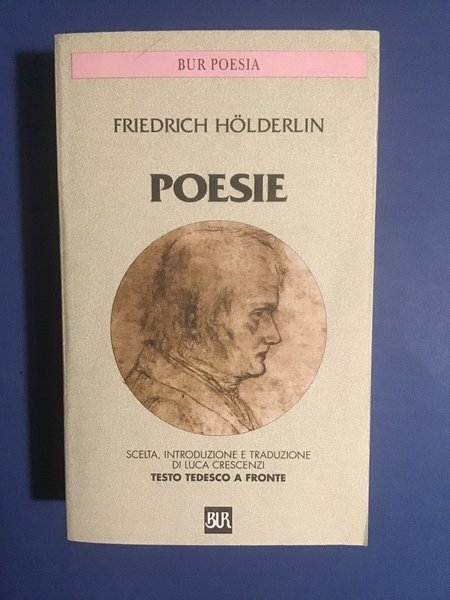 BUR POESIA
FRIEDRICH HÖLDERLIN
POESIE
SCELTA, INTRODUZIONE E TRADUZIONE
DI LUCA CRESCENZI
TESTO TEDESCO A FRONTE
BUR